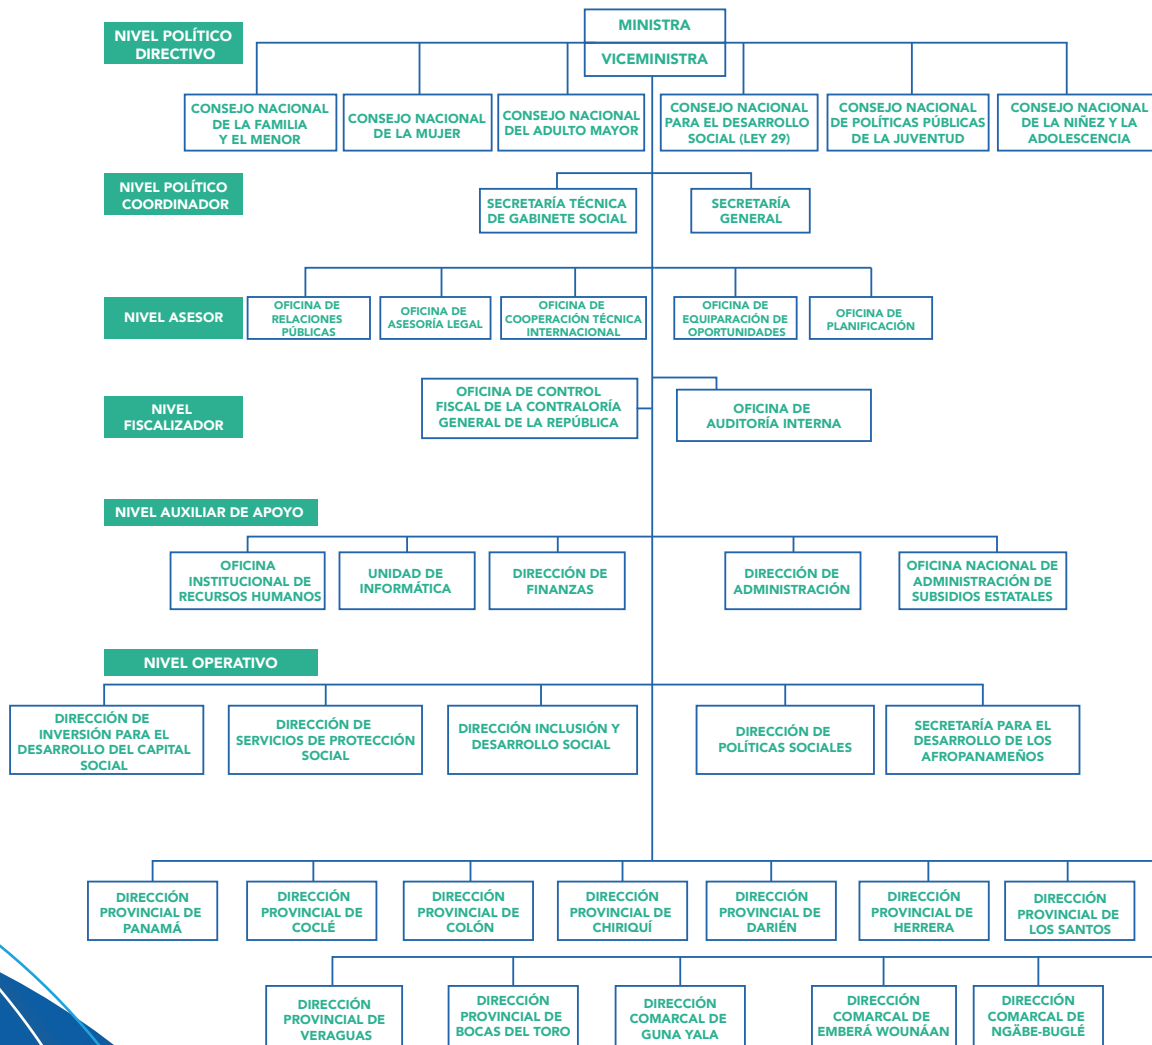 NIVEL POLÍTICO
DIRECTIVO
MINISTRA
VICEMINISTRA
CONSEJO NACIONAL
DE LA FAMILIA
Y EL MENOR
CONSEJO NACIONAL
DE LA MUJER
CONSEJO NACIONAL
DEL ADULTO MAYOR
CONSEJO NACIONAL
PARA EL DESARROLLO
SOCIAL (LEY 29)
CONSEJO NACIONAL
DE POLÍTICAS PÚBLICAS
DE LA JUVENTUD
CONSEJO NACIONAL
DE LA NIÑEZ Y LA
ADOLESCENCIA
NIVEL POLÍTICO
COORDINADOR
SECRETARÍA TÉCNICA
DE GABINETE SOCIAL
SECRETARÍA
GENERAL
NIVEL ASESOR
OFICINA DE
RELACIONES
PÚBLICAS
OFICINA DE
ASESORÍA LEGAL
OFICINA DE
COOPERACIÓN TÉCNICA
INTERNACIONAL
OFICINA DE
EQUIPARACIÓN DE
OPORTUNIDADES
OFICINA DE
PLANIFICACIÓN
NIVEL
FISCALIZADOR
OFICINA DE CONTROL
FISCAL DE LA CONTRALORÍA
GENERAL DE LA REPÚBLICA
OFICINA DE
AUDITORÍA INTERNA
NIVEL AUXILIAR DE APOYO
OFICINA
INSTITUCIONAL DE
RECURSOS HUMANOS
UNIDAD DE
INFORMÁTICA
DIRECCIÓN DE
FINANZAS
DIRECCIÓN DE
ADMINISTRACIÓN
OFICINA NACIONAL DE
ADMINISTRACIÓN DE
SUBSIDIOS ESTATALES
NIVEL OPERATIVO
DIRECCIÓN DE
INVERSIÓN PARA EL
DESARROLLO DEL CAPITAL
SOCIAL
DIRECCIÓN DE
SERVICIOS DE PROTECCIÓN
SOCIAL
DIRECCIÓN INCLUSIÓN Y
DESARROLLO SOCIAL
DIRECCIÓN DE
POLÍTICAS SOCIALES
SECRETARÍA PARA EL
DESARROLLO DE LOS
AFROPANAMEÑOS
DIRECCIÓN
PROVINCIAL DE
PANAMÁ
DIRECCIÓN
PROVINCIAL DE
COCLÉ
DIRECCIÓN
PROVINCIAL DE
COLÓN
DIRECCIÓN
PROVINCIAL DE
CHIRIQUÍ
DIRECCIÓN
PROVINCIAL DE
DARIÉN
DIRECCIÓN
PROVINCIAL DE
HERRERA
DIRECCIÓN
PROVINCIAL DE
LOS SANTOS
DIRECCIÓN
PROVINCIAL DE
VERAGUAS
DIRECCIÓN
PROVINCIAL DE
BOCAS DEL TORO
DIRECCIÓN
COMARCAL DE
GUNA YALA
DIRECCIÓN
COMARCAL DE
EMBERÁ WOUNÁAN
DIRECCIÓN
COMARCAL DE
NGÄBE-BUGLÉ